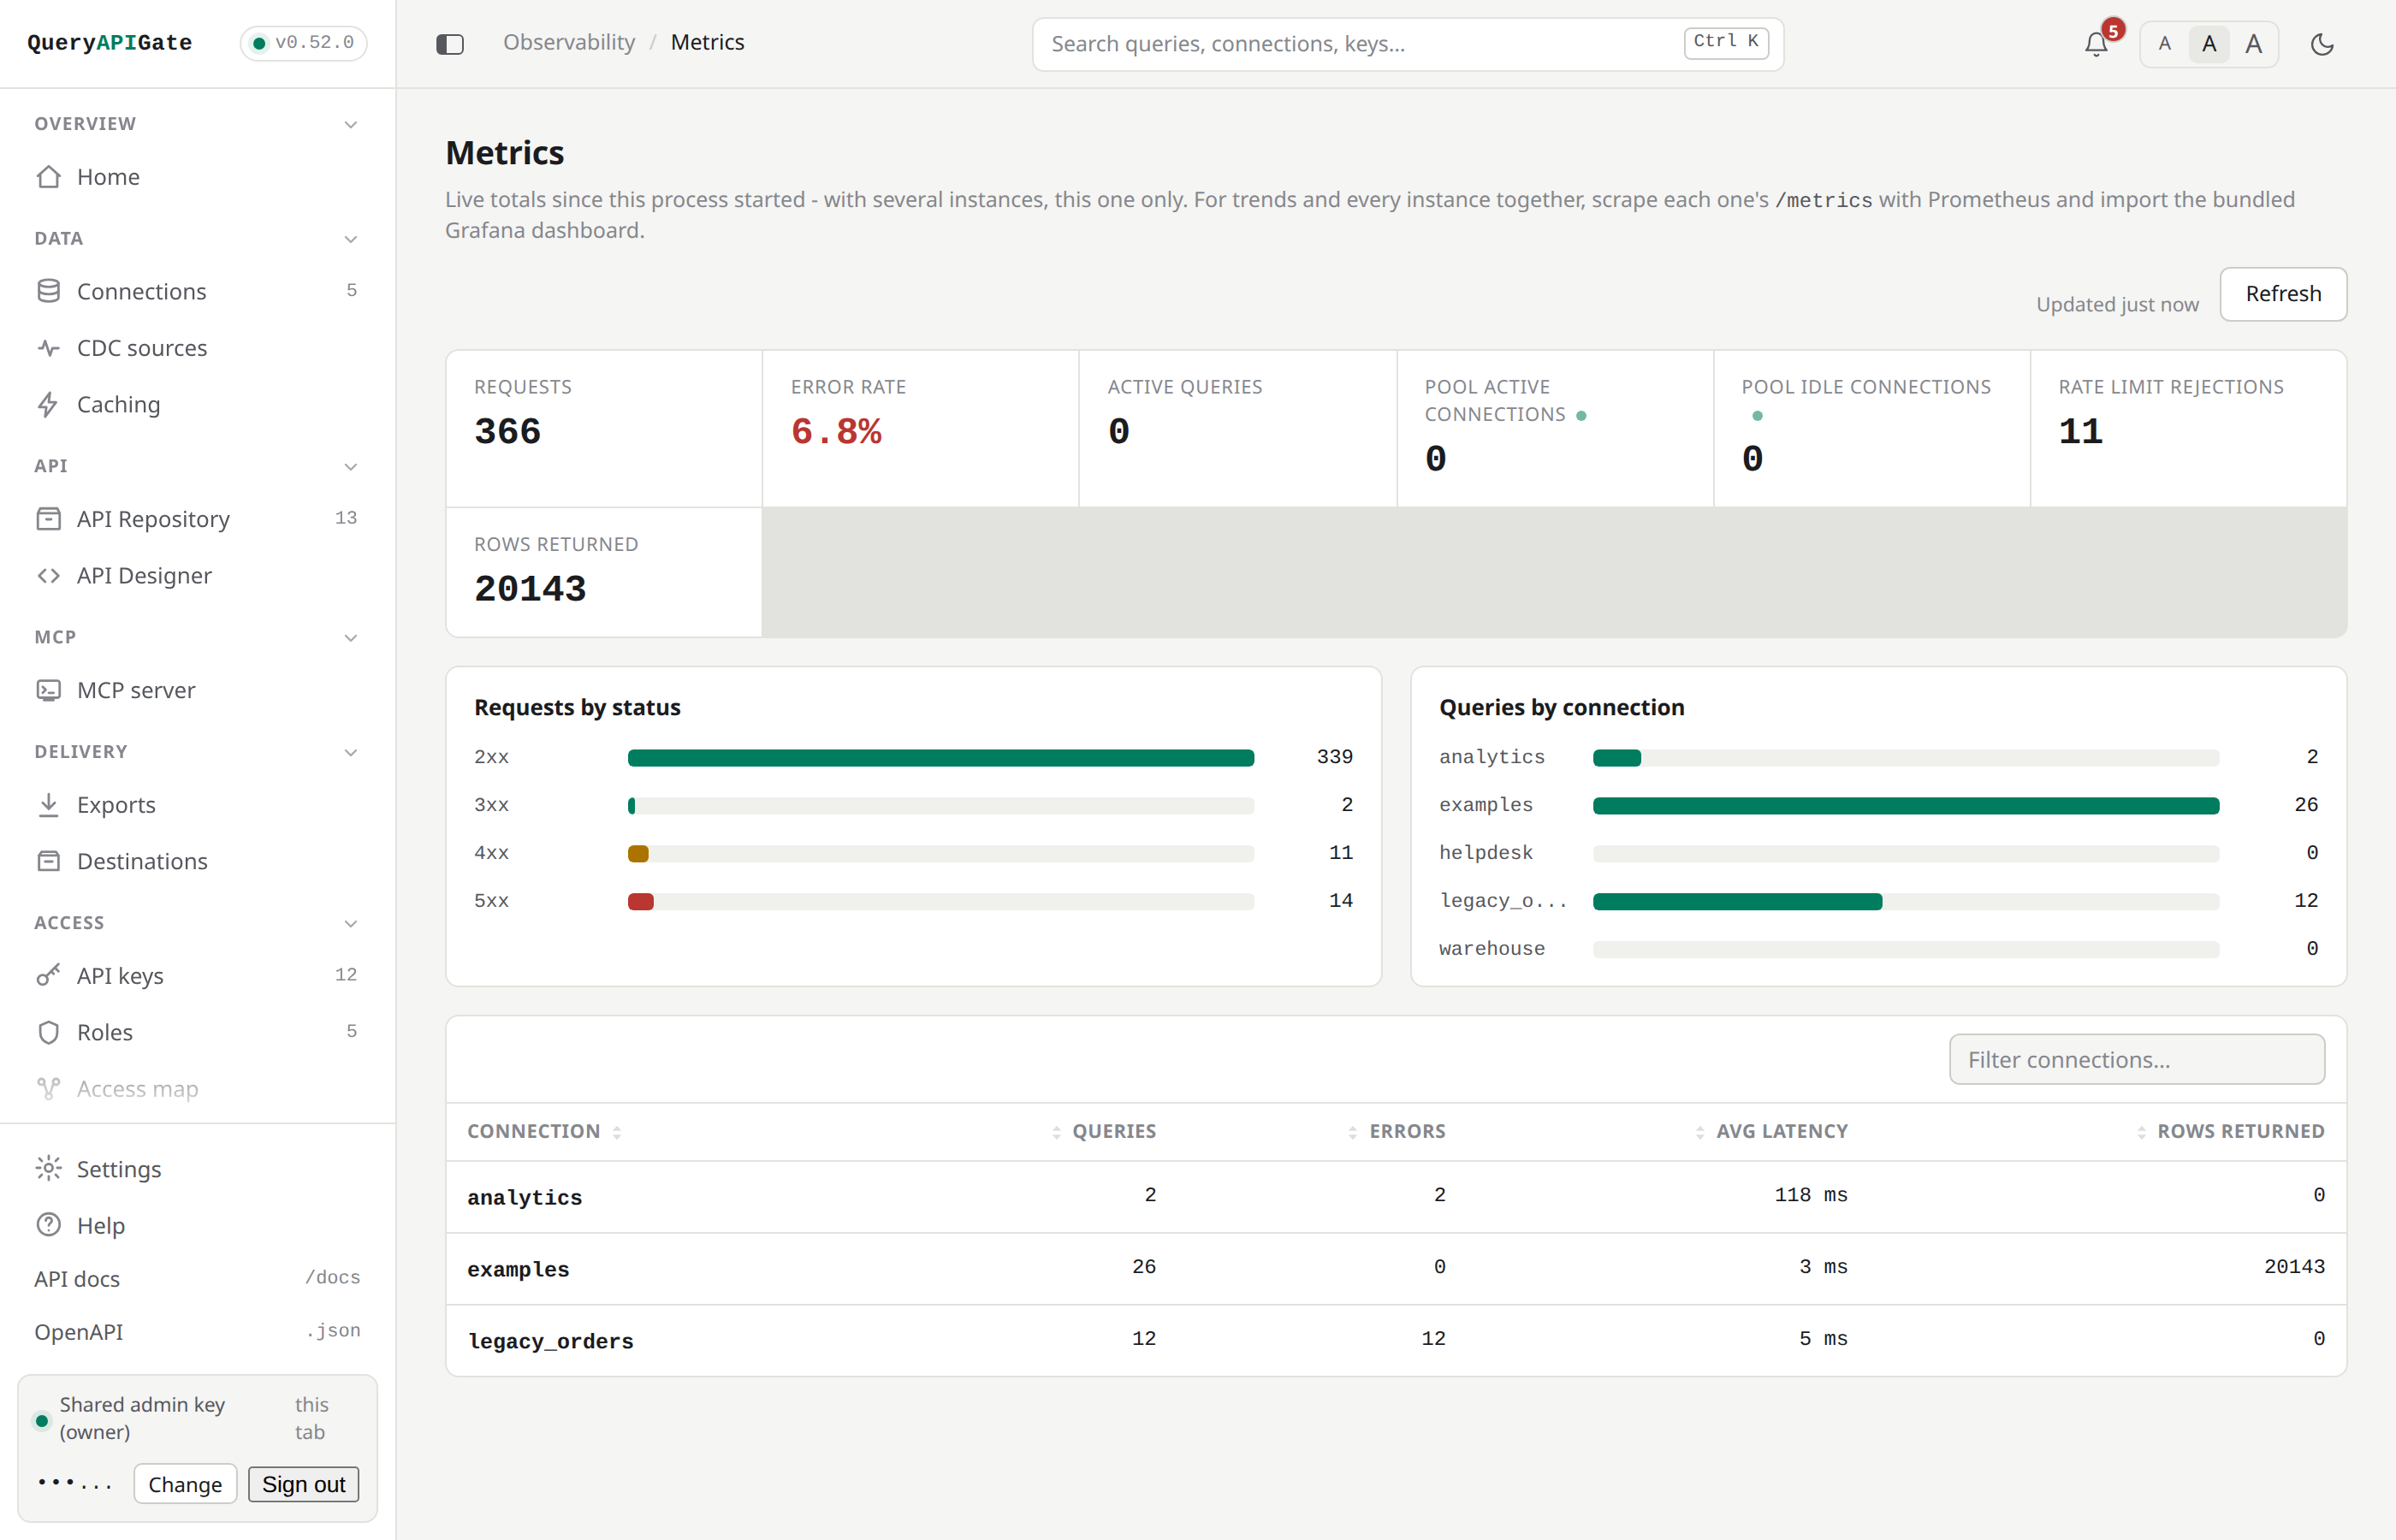 QueryAPIGate v0.52.0
OVERVIEW
Home
DATA
Connections 5
CDC sources
Caching
API
API Repository 13
API Designer
MCP
MCP server
DELIVERY
Exports
Destinations
ACCESS
API keys 12
Roles 5
Access map
Settings
Help
API docs /docs
OpenAPI .json
Shared admin key this
(owner) tab
•••... Change Sign out
Observability / Metrics
Search queries, connections, keys... Ctrl K
5
A A A
Metrics
Live totals since this process started - with several instances, this one only. For trends and every instance together, scrape each one's /metrics with Prometheus and import the bundled
Grafana dashboard.
Updated just now Refresh
REQUESTS
366
ERROR RATE
6.8%
ACTIVE QUERIES
0
POOL ACTIVE
CONNECTIONS
0
POOL IDLE CONNECTIONS
0
RATE LIMIT REJECTIONS
11
ROWS RETURNED
20143
Requests by status
2xx 339
3xx 2
4xx 11
5xx 14
Queries by connection
analytics 2
examples 26
helpdesk 0
legacy_o... 12
warehouse 0
Filter connections...
CONNECTION QUERIES ERRORS AVG LATENCY ROWS RETURNED
analytics 2 2 118 ms 0
examples 26 0 3 ms 20143
legacy_orders 12 12 5 ms 0